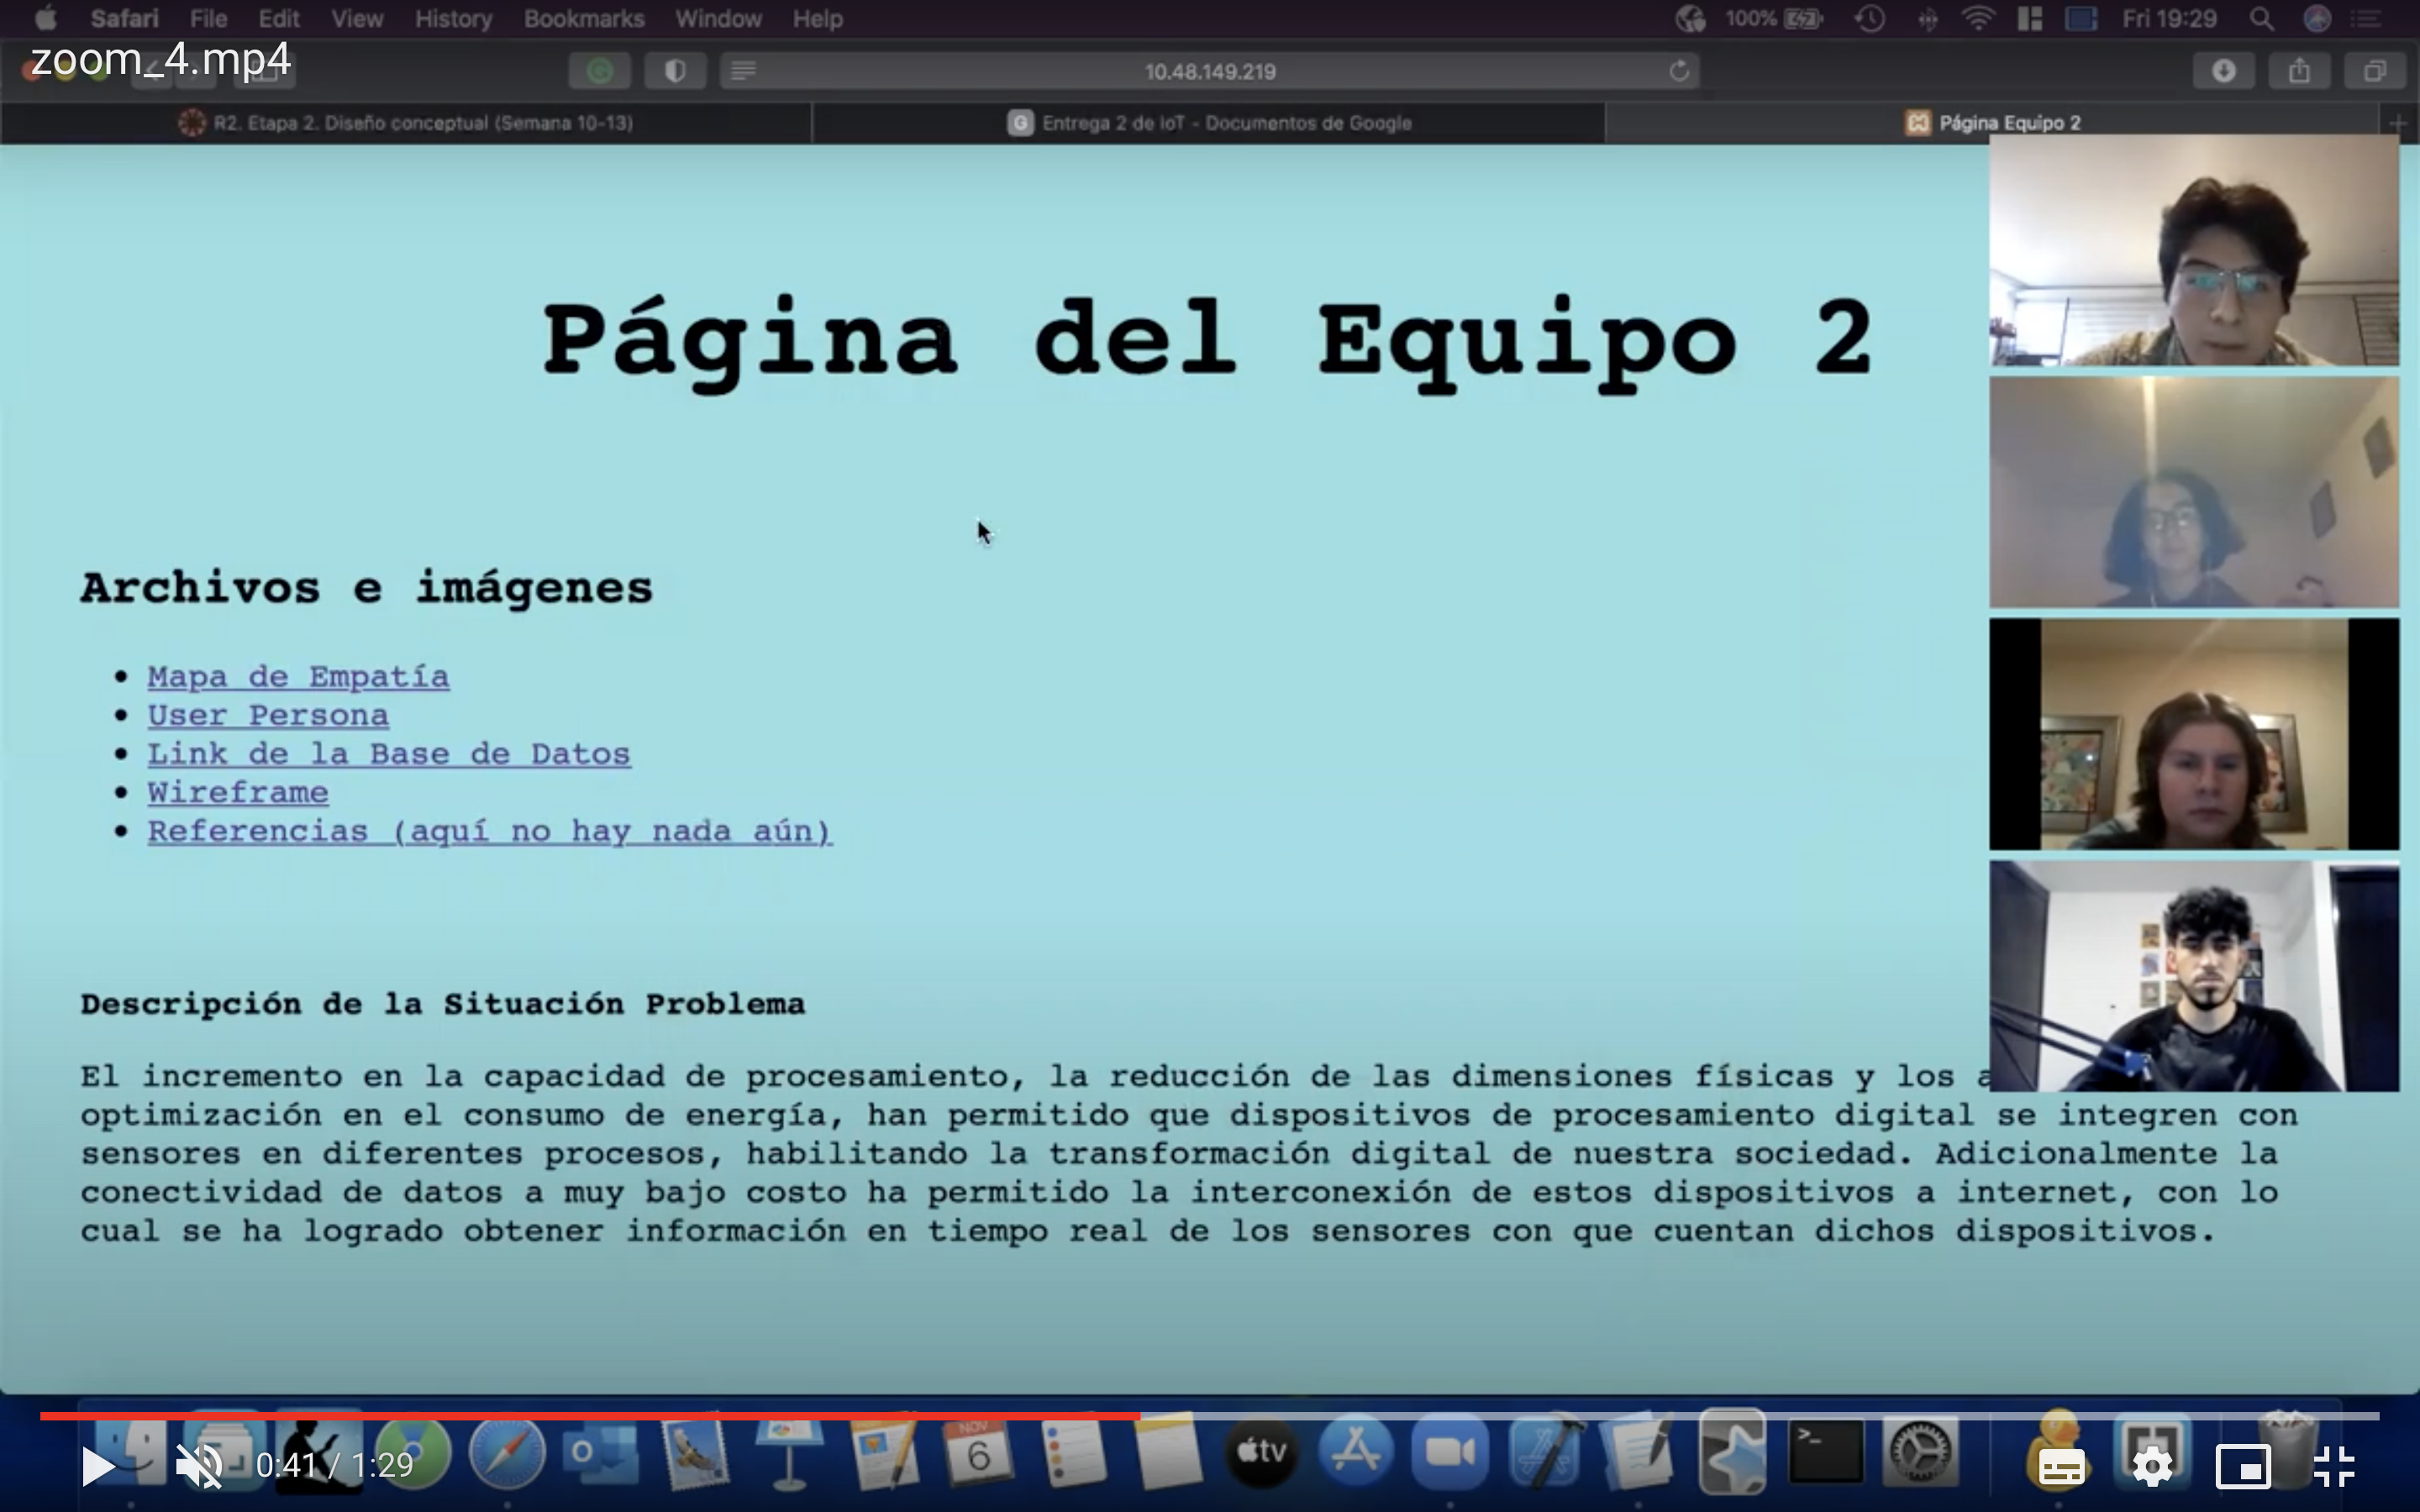 Safari File Edit View History Bookmarks Window Help 100% Fri 19:29
zoom_4.mp4
10.48.149.219
R2. Etapa 2. Diseño conceptual (Semana 10-13)
G Entrega 2 de IoT - Documentos de Google
Página Equipo 2
Página del Equipo 2
Archivos e imágenes
• Mapa de Empatía
• User Persona
• Link de la Base de Datos
• Wireframe
• Referencias (aquí no hay nada aún)
Descripción de la Situación Problema
El incremento en la capacidad de procesamiento, la reducción de las dimensiones físicas y los
optimización en el consumo de energía, han permitido que dispositivos de procesamiento digital se integren con
sensores en diferentes procesos, habilitando la transformación digital de nuestra sociedad. Adicionalmente la
conectividad de datos a muy bajo costo ha permitido la interconexión de estos dispositivos a internet, con lo
cual se ha logrado obtener información en tiempo real de los sensores con que cuentan dichos dispositivos.
NOV
6
tv
0:41 / 1:29